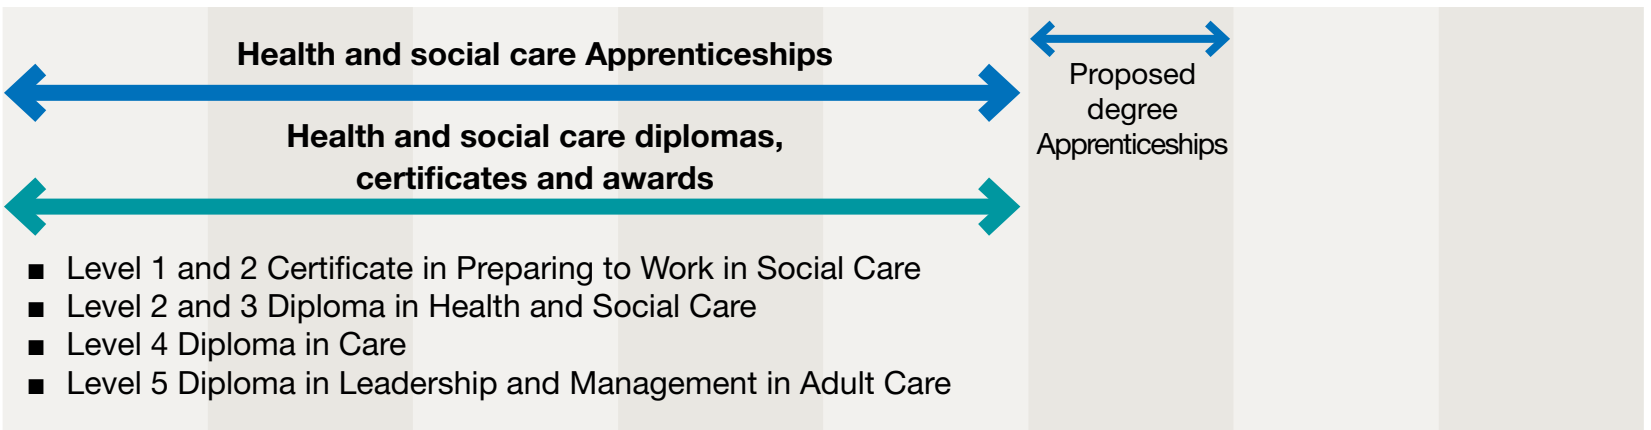 Health and social care Apprenticeships
Proposed
degree
Apprenticeships
Health and social care diplomas,
certificates and awards
■ Level 1 and 2 Certificate in Preparing to Work in Social Care
■ Level 2 and 3 Diploma in Health and Social Care
■ Level 4 Diploma in Care
■ Level 5 Diploma in Leadership and Management in Adult Care